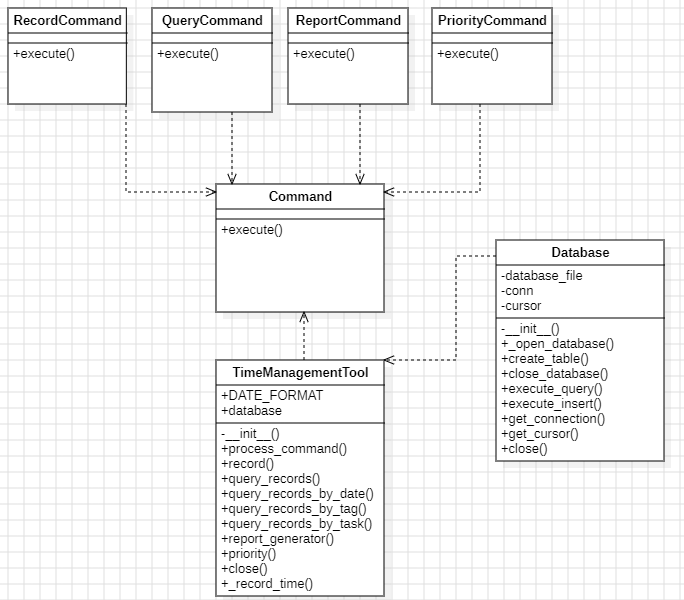 RecordCommand
+execute()
QueryCommand
+execute()
ReportCommand
+execute()
PriorityCommand
+execute()
Command
+execute()
Database
-database_file
-conn
-cursor
-__init__()
+_open_database()
+create_table()
+close_database()
+execute_query()
+execute_insert()
+get_connection()
+get_cursor()
+close()
TimeManagementTool
+DATE_FORMAT
+database
-__init__()
+process_command()
+record()
+query_records()
+query_records_by_date()
+query_records_by_tag()
+query_records_by_task()
+report_generator()
+priority()
+close()
+_record_time()